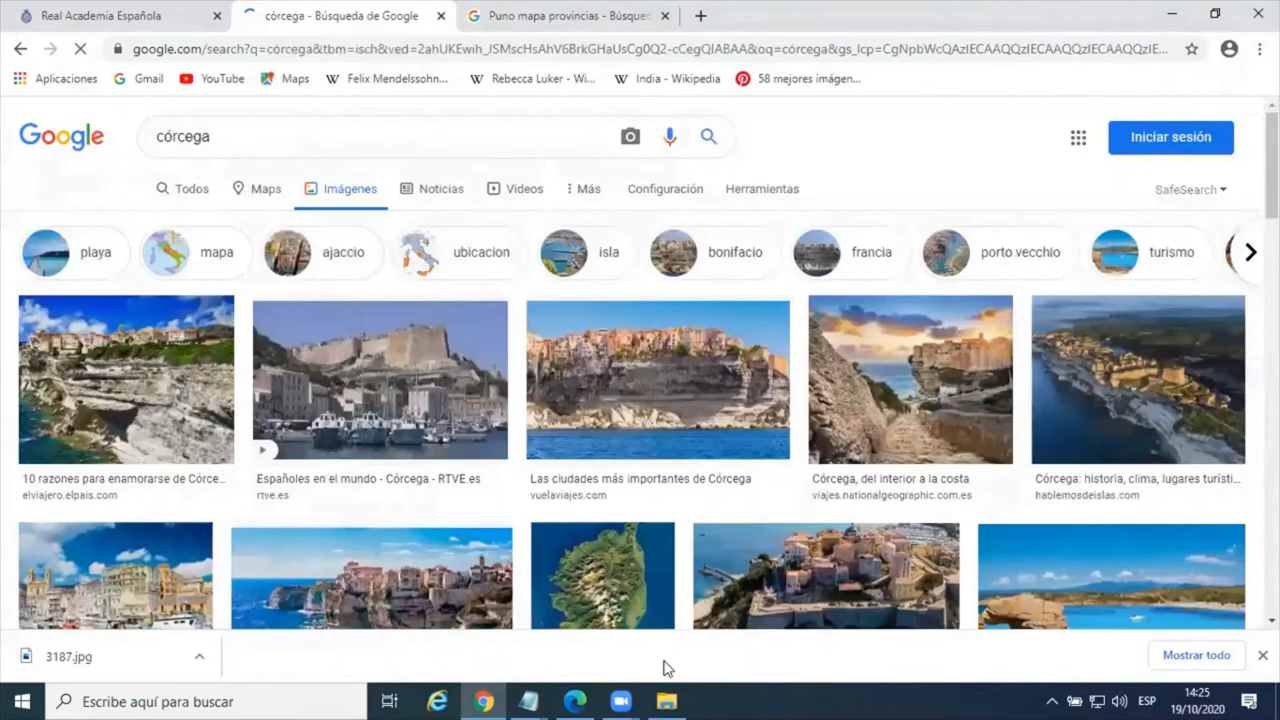 Real Academia Española
córcega - Búsqueda de Google
Puno mapa provincias - Búsque
google.com/search?q=córcega&tbm=isch&ved=2ahUKEwih_JSMscHsAhV6BrkGHaUsCg0Q2-cCegQIABAA&oq=córcega&gs_lcp=CgNpbWcQAzIECAAQQzIECAAQQzIECAAQQzIECAAQQzIECAAQQzIE...
Aplicaciones
Gmail
YouTube
Maps
Felix Mendelssohn...
Rebecca Luker - Wi...
India - Wikipedia
58 mejores imágen...
Google
córcega
Iniciar sesión
Todos
Maps
Imágenes
Noticias
Videos
Más
Configuración
Herramientas
SafeSearch
playa
mapa
ajaccio
ubicacion
isla
bonifacio
francia
porto vecchio
turismo
10 razones para enamorarse de Córce...
elviajero.elpais.com
Españoles en el mundo - Córcega - RTVE.es
rtve.es
Las ciudades más importantes de Córcega
vuelaviajes.com
Córcega, del interior a la costa
viajes.nationalgeographic.com.es
Córcega: historia, clima, lugares turísti...
hablemosdeislas.com
3187.jpg
Mostrar todo
Escribe aquí para buscar
ESP
14:25
19/10/2020